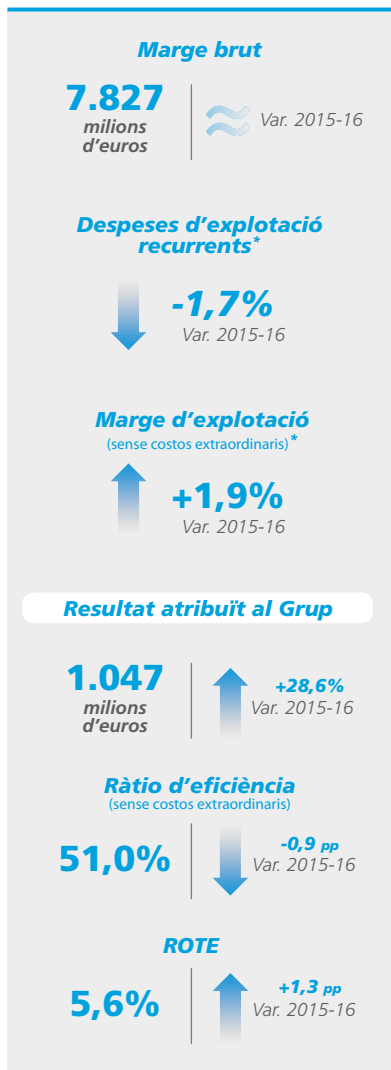 Marge brut
7.827
milions
d'euros
Var. 2015-16
Despeses d'explotació
recurrents*
-1,7%
Var. 2015-16
Marge d'explotació
(sense costos extraordinaris)*
+1,9%
Var. 2015-16
Resultat atribuït al Grup
1.047
milions
d'euros
+28,6%
Var. 2015-16
Ràtio d'eficiència
(sense costos extraordinaris)
51,0%
-0,9 pp
Var. 2015-16
ROTE
5,6%
+1,3 pp
Var. 2015-16